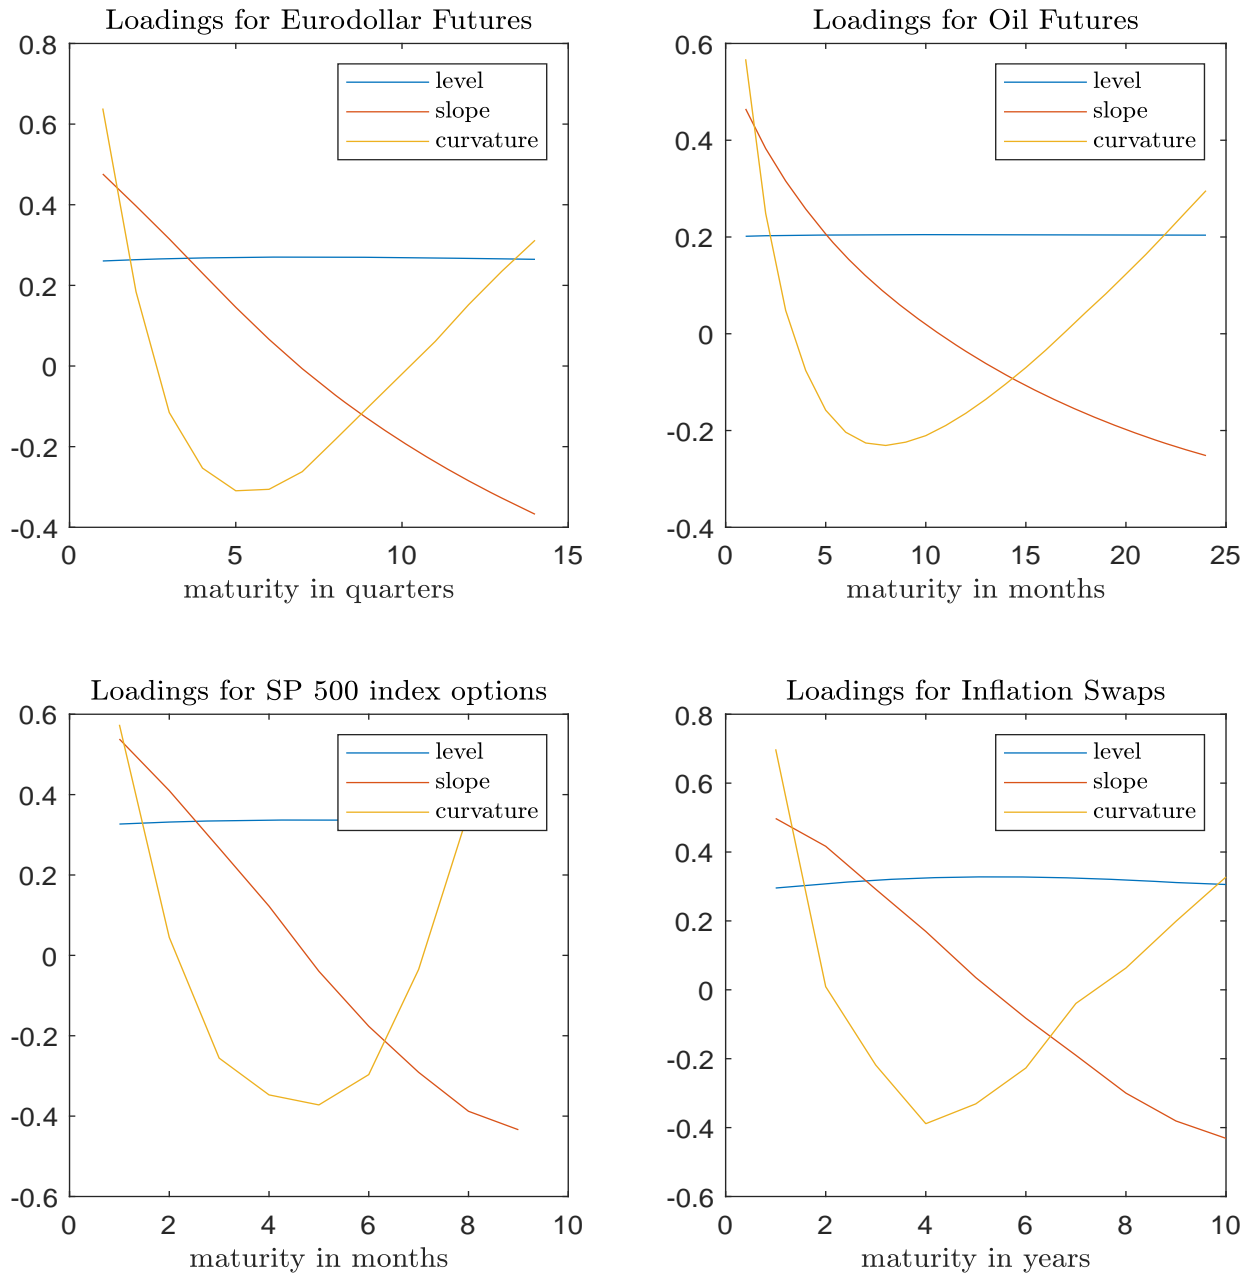 Loadings for Eurodollar Futures
0.8
0.6
0.4
0.2
0
-0.2
-0.4
level
slope
curvature
0 5 10 15
maturity in quarters
Loadings for Oil Futures
0.6
0.4
0.2
0
-0.2
-0.4
level
slope
curvature
0 5 10 15 20 25
maturity in months
Loadings for SP 500 index options
0.6
0.4
0.2
0
-0.2
-0.4
-0.6
level
slope
curvature
0 2 4 6 8 10
maturity in months
Loadings for Inflation Swaps
0.8
0.6
0.4
0.2
0
-0.2
-0.4
-0.6
level
slope
curvature
0 2 4 6 8 10
maturity in years